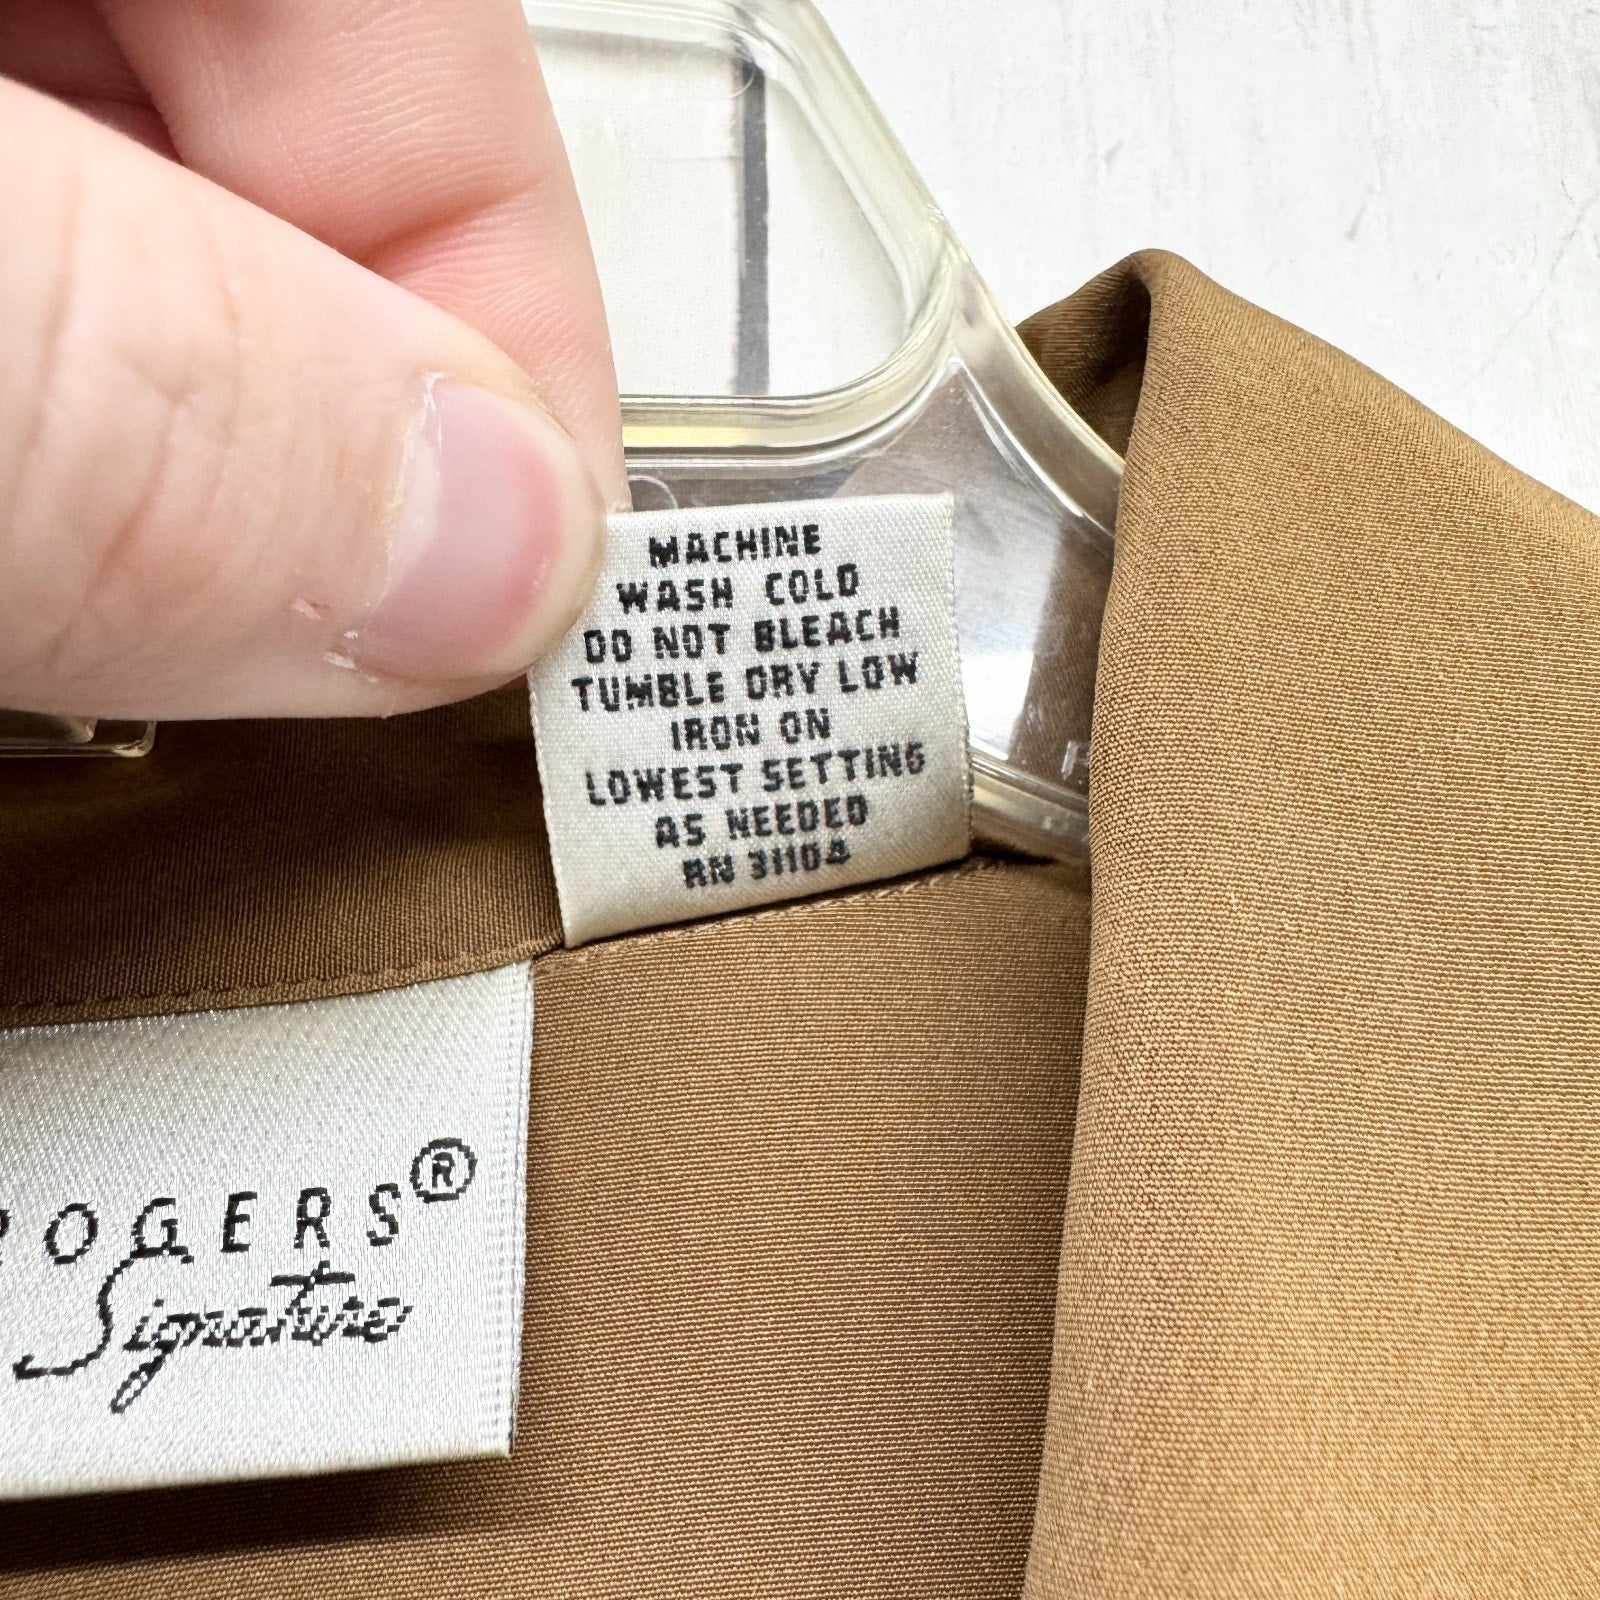 MACHINE
WASH COLD
DO NOT BLEACH
TUMBLE DRY LOW
IRON ON
LOWEST SETTING
AS NEEDED
RN 31104
ROGERS®
Signature